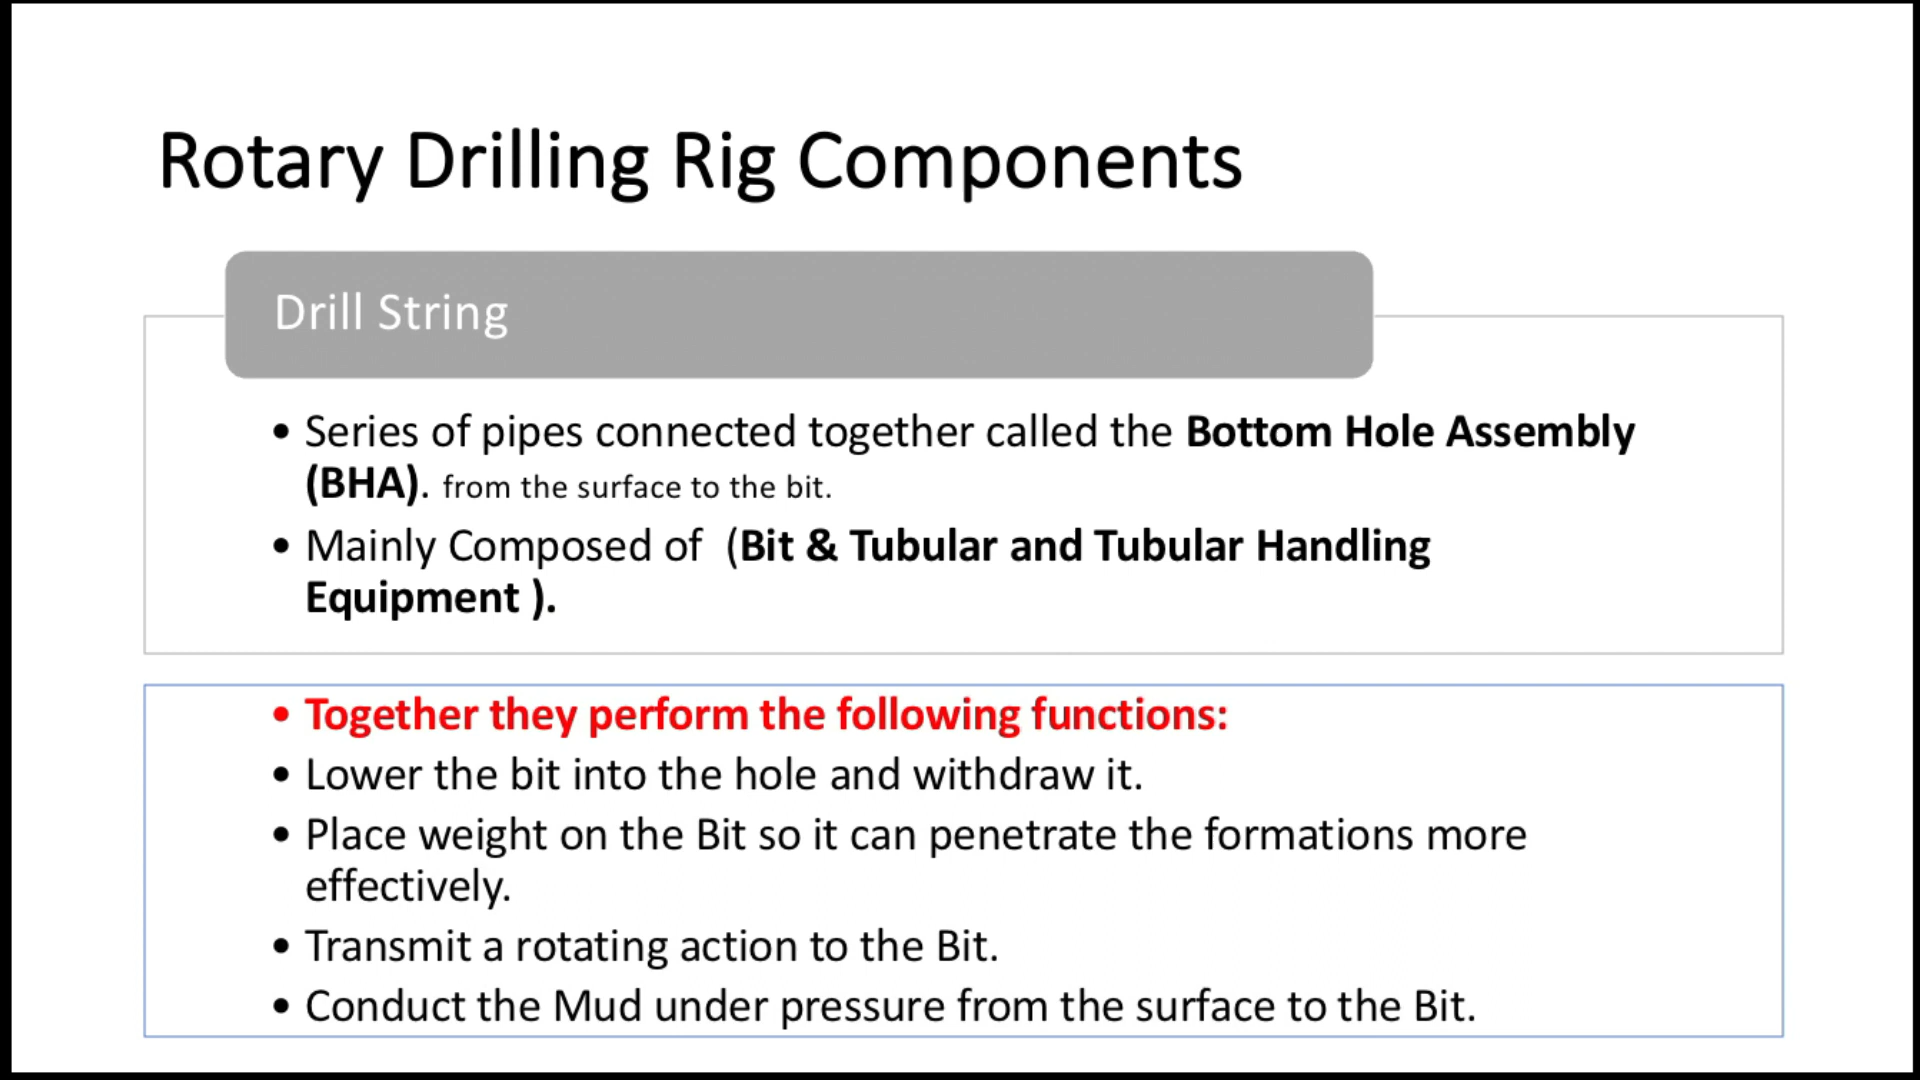 Rotary Drilling Rig Components
Drill String
• Series of pipes connected together called the Bottom Hole Assembly
(BHA). from the surface to the bit.
• Mainly Composed of (Bit & Tubular and Tubular Handling
Equipment ).
• Together they perform the following functions:
• Lower the bit into the hole and withdraw it.
• Place weight on the Bit so it can penetrate the formations more
effectively.
• Transmit a rotating action to the Bit.
• Conduct the Mud under pressure from the surface to the Bit.